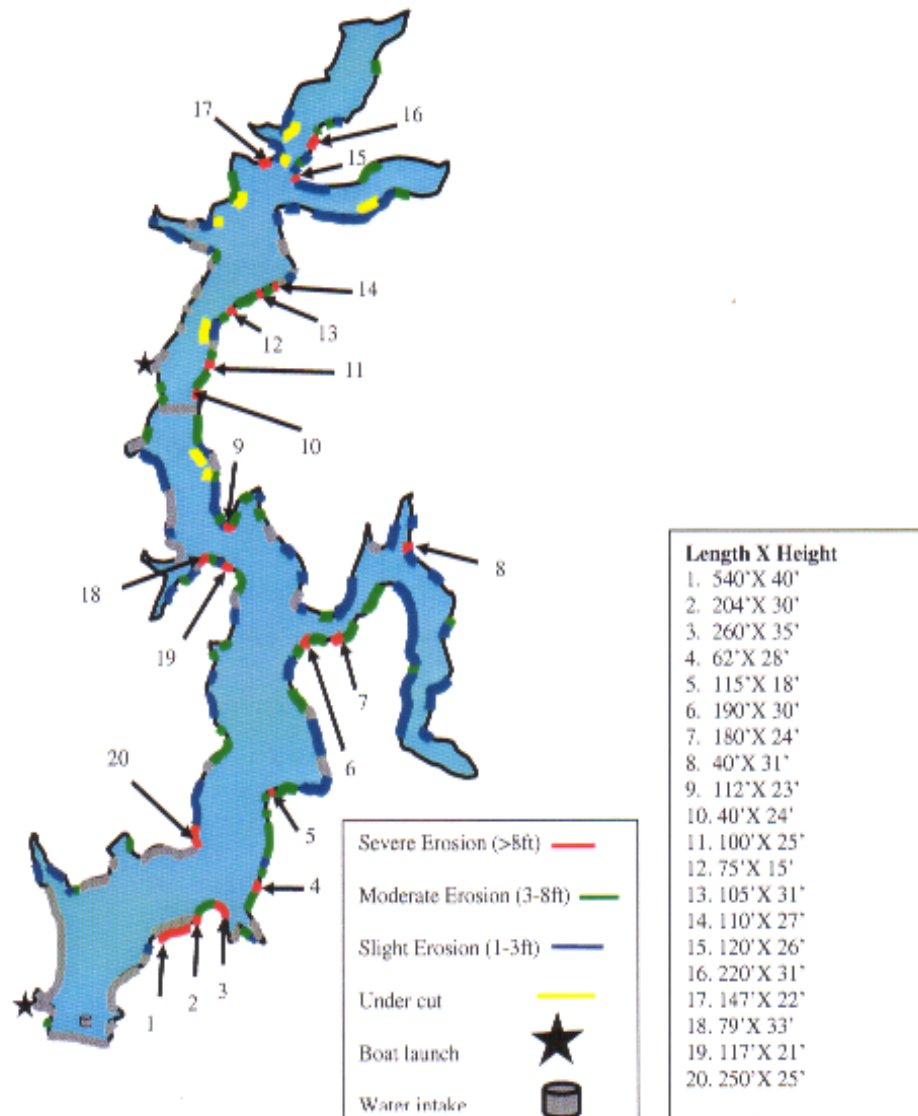 17
16
15
14
13
12
11
10
9
8
18
19
7
6
20
5
4
3
2
1
Severe Erosion (>8ft)
Moderate Erosion (3-8ft)
Slight Erosion (1-3ft)
Under cut
Boat launch
Water intake
Length X Height
1. 540'X 40'
2. 204'X 30'
3. 260'X 35'
4. 62'X 28'
5. 115'X 18'
6. 190'X 30'
7. 180'X 24'
8. 40'X 31'
9. 112'X 23'
10. 40'X 24'
11. 100'X 25'
12. 75'X 15'
13. 105'X 31'
14. 110'X 27'
15. 120'X 26'
16. 220'X 31'
17. 147'X 22'
18. 79'X 33'
19. 117'X 21'
20. 250'X 25'